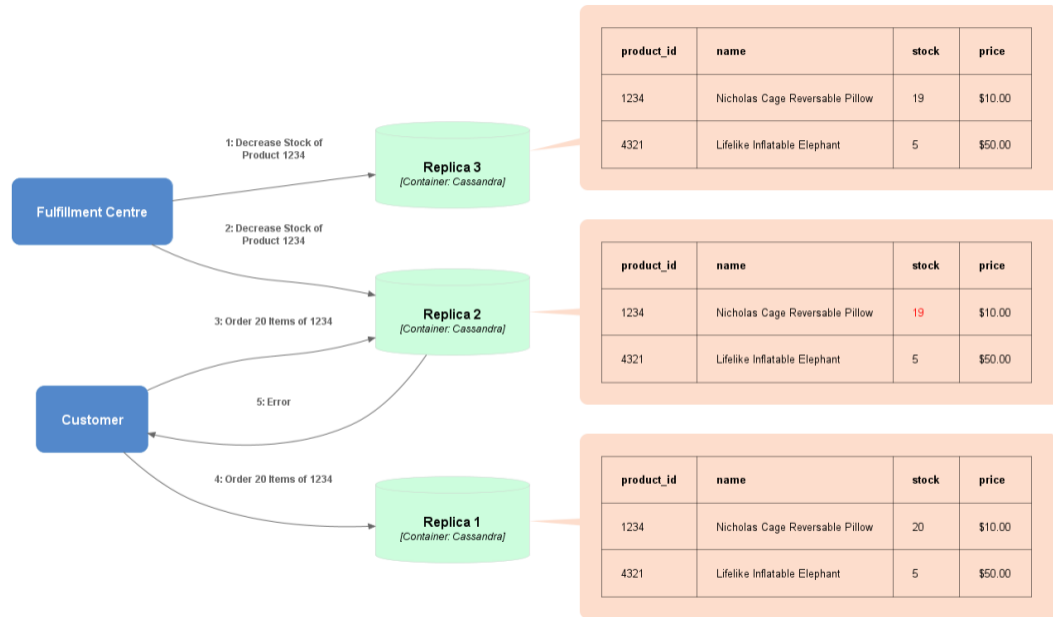 product_id name stock price
1234 Nicholas Cage Reversable Pillow 19 $10.00
4321 Lifelike Inflatable Elephant 5 $50.00
1: Decrease Stock of
Product 1234
Replica 3
[Container: Cassandra]
Fulfillment Centre
2: Decrease Stock of
Product 1234
product_id name stock price
1234 Nicholas Cage Reversable Pillow 19 $10.00
4321 Lifelike Inflatable Elephant 5 $50.00
Replica 2
[Container: Cassandra]
3: Order 20 Items of 1234
5: Error
Customer
4: Order 20 Items of 1234
product_id name stock price
1234 Nicholas Cage Reversable Pillow 20 $10.00
4321 Lifelike Inflatable Elephant 5 $50.00
Replica 1
[Container: Cassandra]